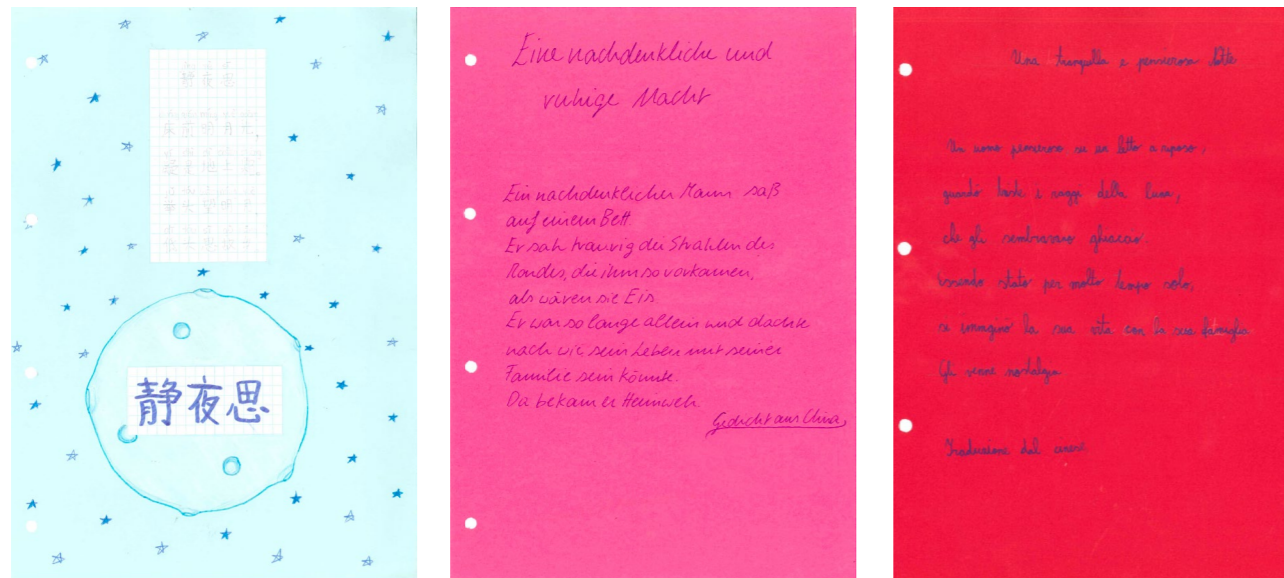 静夜思
静夜思
Eine nachdenkliche und
ruhige Nacht
Ein nachdenklicher Mann saß
auf einem Bett.
Er sah traurig die Strahlen des
Mondes, die ihm so vorkamen,
als wären sie Eis
Er war so lange allein und dachte
nach wie sein Leben mit seiner
Familie sein könnte.
Da bekam er Heimweh
Gedicht aus China
Una tranquilla e pensierosa notte
Un uomo pensieroso su un letto a riposo,
quando i raggi della luna,
che gli sembravano ghiaccio.
essendo stato per molto tempo solo,
si immaginò la sua vita con la sua famiglia
Gli venne nostalgia
Traduzione dal cinese